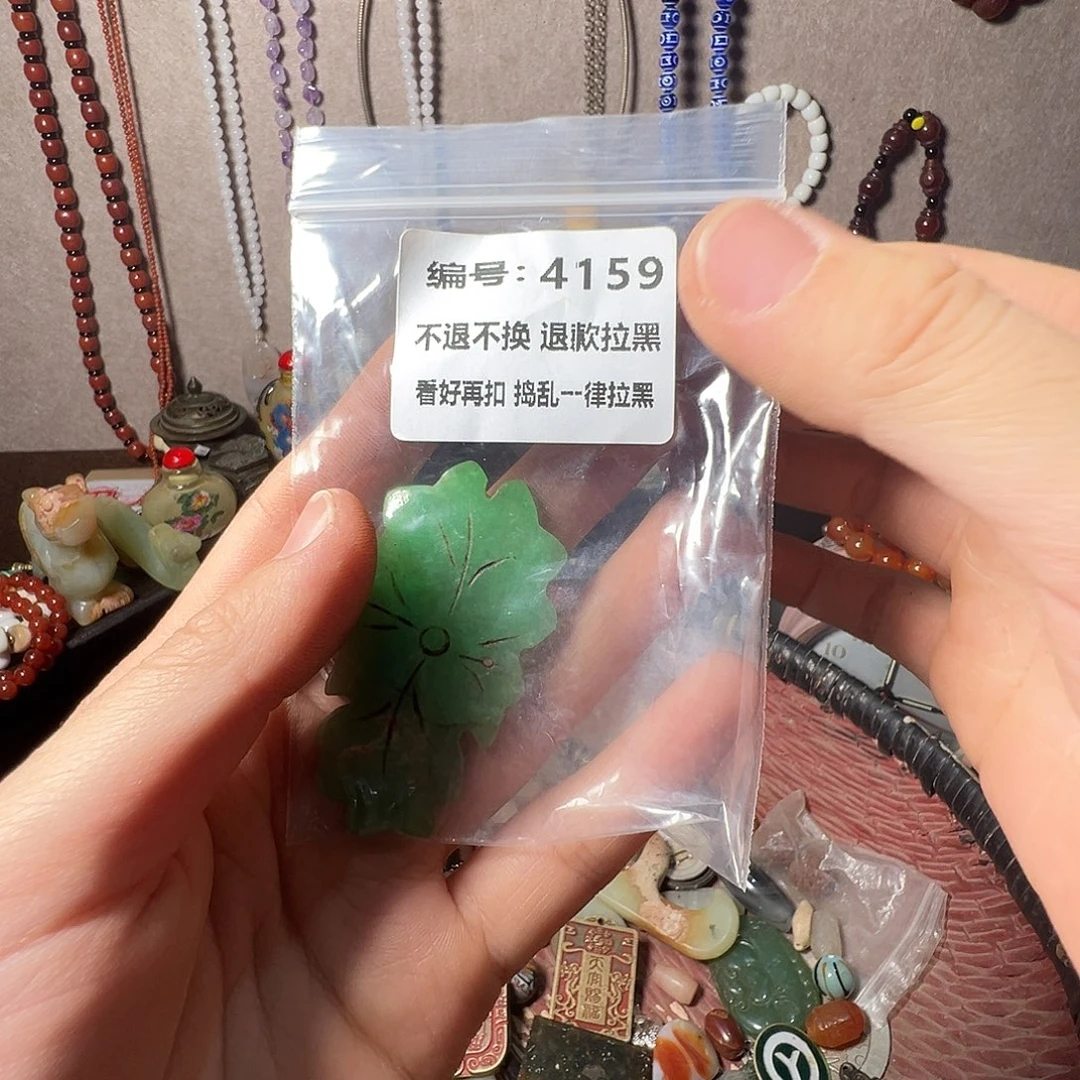 编号:4159
不退不换 退款拉黑
看好再扣 捣乱一律拉黑
10